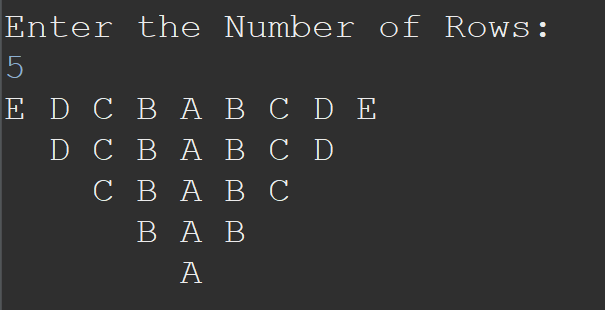 Enter the Number of Rows:
5
E D C B A B C D E
D C B A B C D
C B A B C
B A B
A